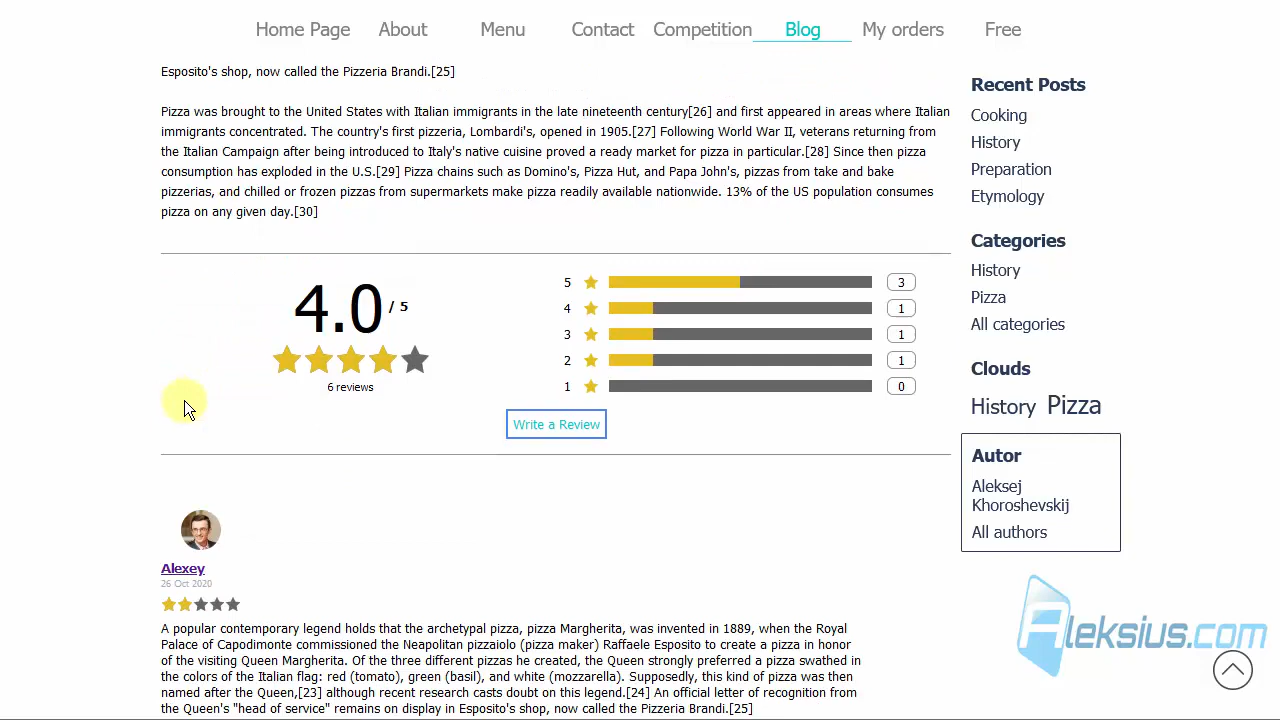 Home Page About Menu Contact Competition Blog My orders Free
Esposito's shop, now called the Pizzeria Brandi.[25]
Pizza was brought to the United States with Italian immigrants in the late nineteenth century[26] and first appeared in areas where Italian
immigrants concentrated. The country's first pizzeria, Lombardi's, opened in 1905.[27] Following World War II, veterans returning from
the Italian Campaign after being introduced to Italy's native cuisine proved a ready market for pizza in particular.[28] Since then pizza
consumption has exploded in the U.S.[29] Pizza chains such as Domino's, Pizza Hut, and Papa John's, pizzas from take and bake
pizzerias, and chilled or frozen pizzas from supermarkets make pizza readily available nationwide. 13% of the US population consumes
pizza on any given day.[30]
4.0 / 5
6 reviews
5 3
4 1
3 1
2 1
1 0
Write a Review
Alexey
26 Oct 2020
A popular contemporary legend holds that the archetypal pizza, pizza Margherita, was invented in 1889, when the Royal
Palace of Capodimonte commissioned the Neapolitan pizzaiolo (pizza maker) Raffaele Esposito to create a pizza in honor
of the visiting Queen Margherita. Of the three different pizzas he created, the Queen strongly preferred a pizza swathed in
the colors of the Italian flag: red (tomato), green (basil), and white (mozzarella). Supposedly, this kind of pizza was then
named after the Queen,[23] although recent research casts doubt on this legend.[24] An official letter of recognition from
the Queen's "head of service" remains on display in Esposito's shop, now called the Pizzeria Brandi.[25]
Recent Posts
Cooking
History
Preparation
Etymology
Categories
History
Pizza
All categories
Clouds
History Pizza
Autor
Aleksej
Khoroshevskij
All authors
Aleksius.com